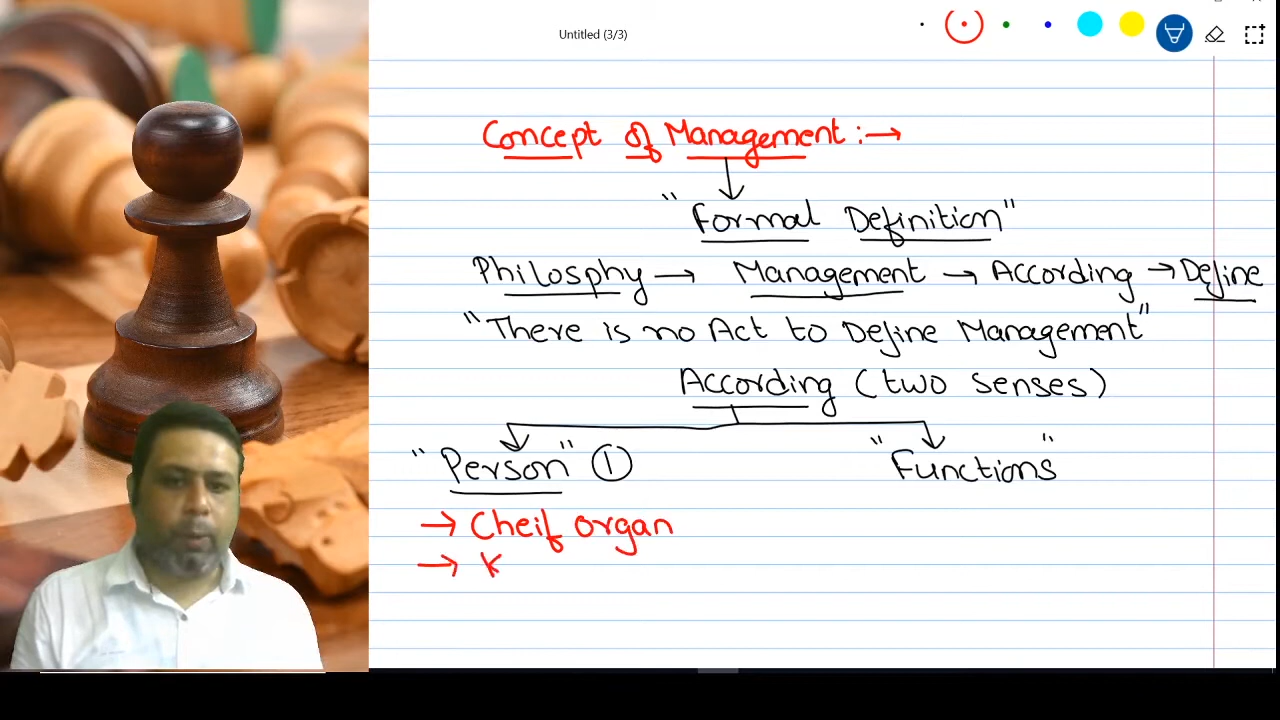 Untitled (3/3)
Concept of Management :→
↓
"Formal Definition"
Philosphy → Management → According → Define
"There is no Act to Define Management"
According (two senses)
"Person" ① "Functions"
→ Cheif organ
→ K